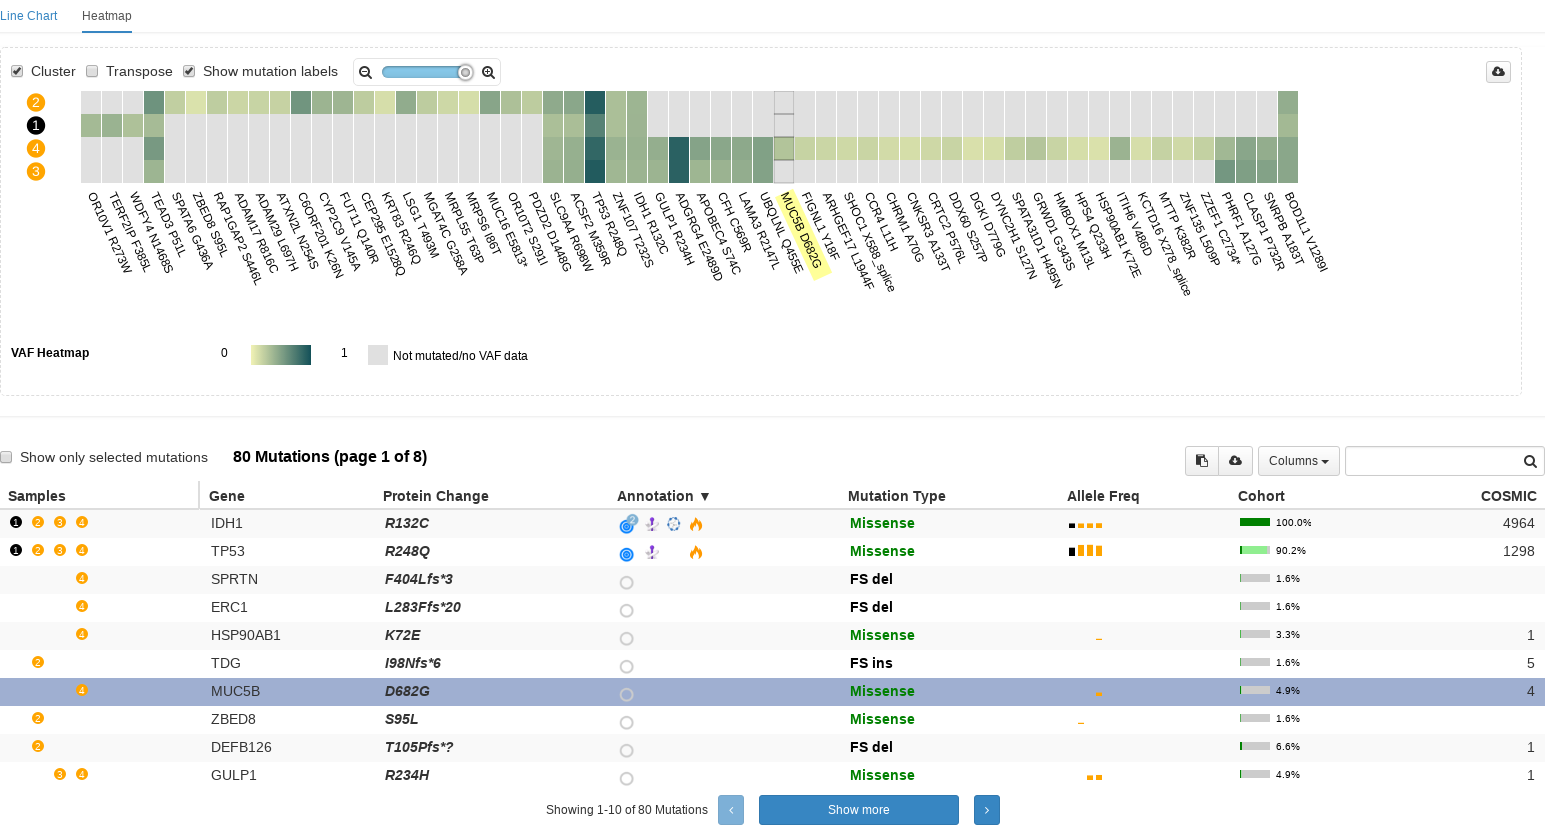 Line Chart Heatmap
Cluster Transpose Show mutation labels
2
1
4
3
OR10V1 R273W
TERF2IP F385L
WDFY4 N1468S
TEAD3 P51L
SPATA6 G436A
ZBED8 S95L
RAP1GAP2 S446L
ADAM17 R816C
ADAM29 L697H
ATXN2L N254S
C6ORF201 K26N
CYP2C9 V145A
FUT11 Q140R
CEP295 E1528Q
KRT83 R246Q
LSG1 T493M
MGAT4C G258A
MRPL55 T63P
MRPS6 I86T
MUC16 E5813*
OR10T2 S291I
PDZD2 D1448G
SLC9A4 R698W
ACSF2 M359R
TP53 R248Q
ZNF107 T232S
IDH1 R132C
GULP1 R234H
ADGRG4 E2489D
APOBEC4 S74C
CFH C569R
LAMA3 R2147L
UBQLNL Q455E
MUC5B D682G
FIGNL1 Y18F
ARHGEF17 L1944F
SHOC1 X588_splice
CCR4 L11H
CHRM1 A70G
CNKSR3 A133T
CRTC2 P576L
DDX60 S257P
DGKI D779G
DYNC2H1 S127N
SPATA31D1 H495N
GRWD1 G343S
HMBOX1 M13L
HPS4 Q233H
HSP90AB1 K72E
ITIH6 V486D
KCTD16 X278_splice
MTTP K382R
ZNF135 L509P
ZZEF1 C2734*
PHRF1 A127G
CLASP1 P732R
SNRPB A183T
BOD1L1 V1289I
VAF Heatmap 0 1 Not mutated/no VAF data
Show only selected mutations 80 Mutations (page 1 of 8) Columns
Samples Gene Protein Change Annotation ▼ Mutation Type Allele Freq Cohort COSMIC
1 2 3 4 IDH1 R132C 2 Missense 100.0% 4964
1 2 3 4 TP53 R248Q Missense 90.2% 1298
4 SPRTN F404Lfs*3 FS del 1.6%
4 ERC1 L283Ffs*20 FS del 1.6%
4 HSP90AB1 K72E Missense 3.3% 1
2 TDG I98Nfs*6 FS ins 1.6% 5
4 MUC5B D682G Missense 4.9% 4
2 ZBED8 S95L Missense 1.6%
2 DEFB126 T105Pfs*? FS del 6.6% 1
3 4 GULP1 R234H Missense 4.9% 1
Showing 1-10 of 80 Mutations ‹ Show more ›